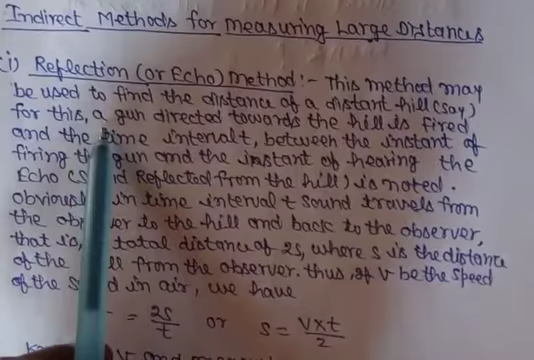 Indirect Methods for measuring Large Distances
(i) Reflection (or Echo) Method :- This method may
be used to find the distance of a distant hill (say)
for this, a gun directed towards the hill is fired
and the time interval t, between the instant of
firing the gun and the instant of hearing the
Echo (S d Reflected from the hill) is noted.
obviously in time interval t sound travels from
the ob er to the hill and back to the observer,
that is, total distance of 2s, where s is the distance
of the ll from the observer. thus, if v be the speed
of the s d in air, we have
= 2s/t or s = v×t/2
v and